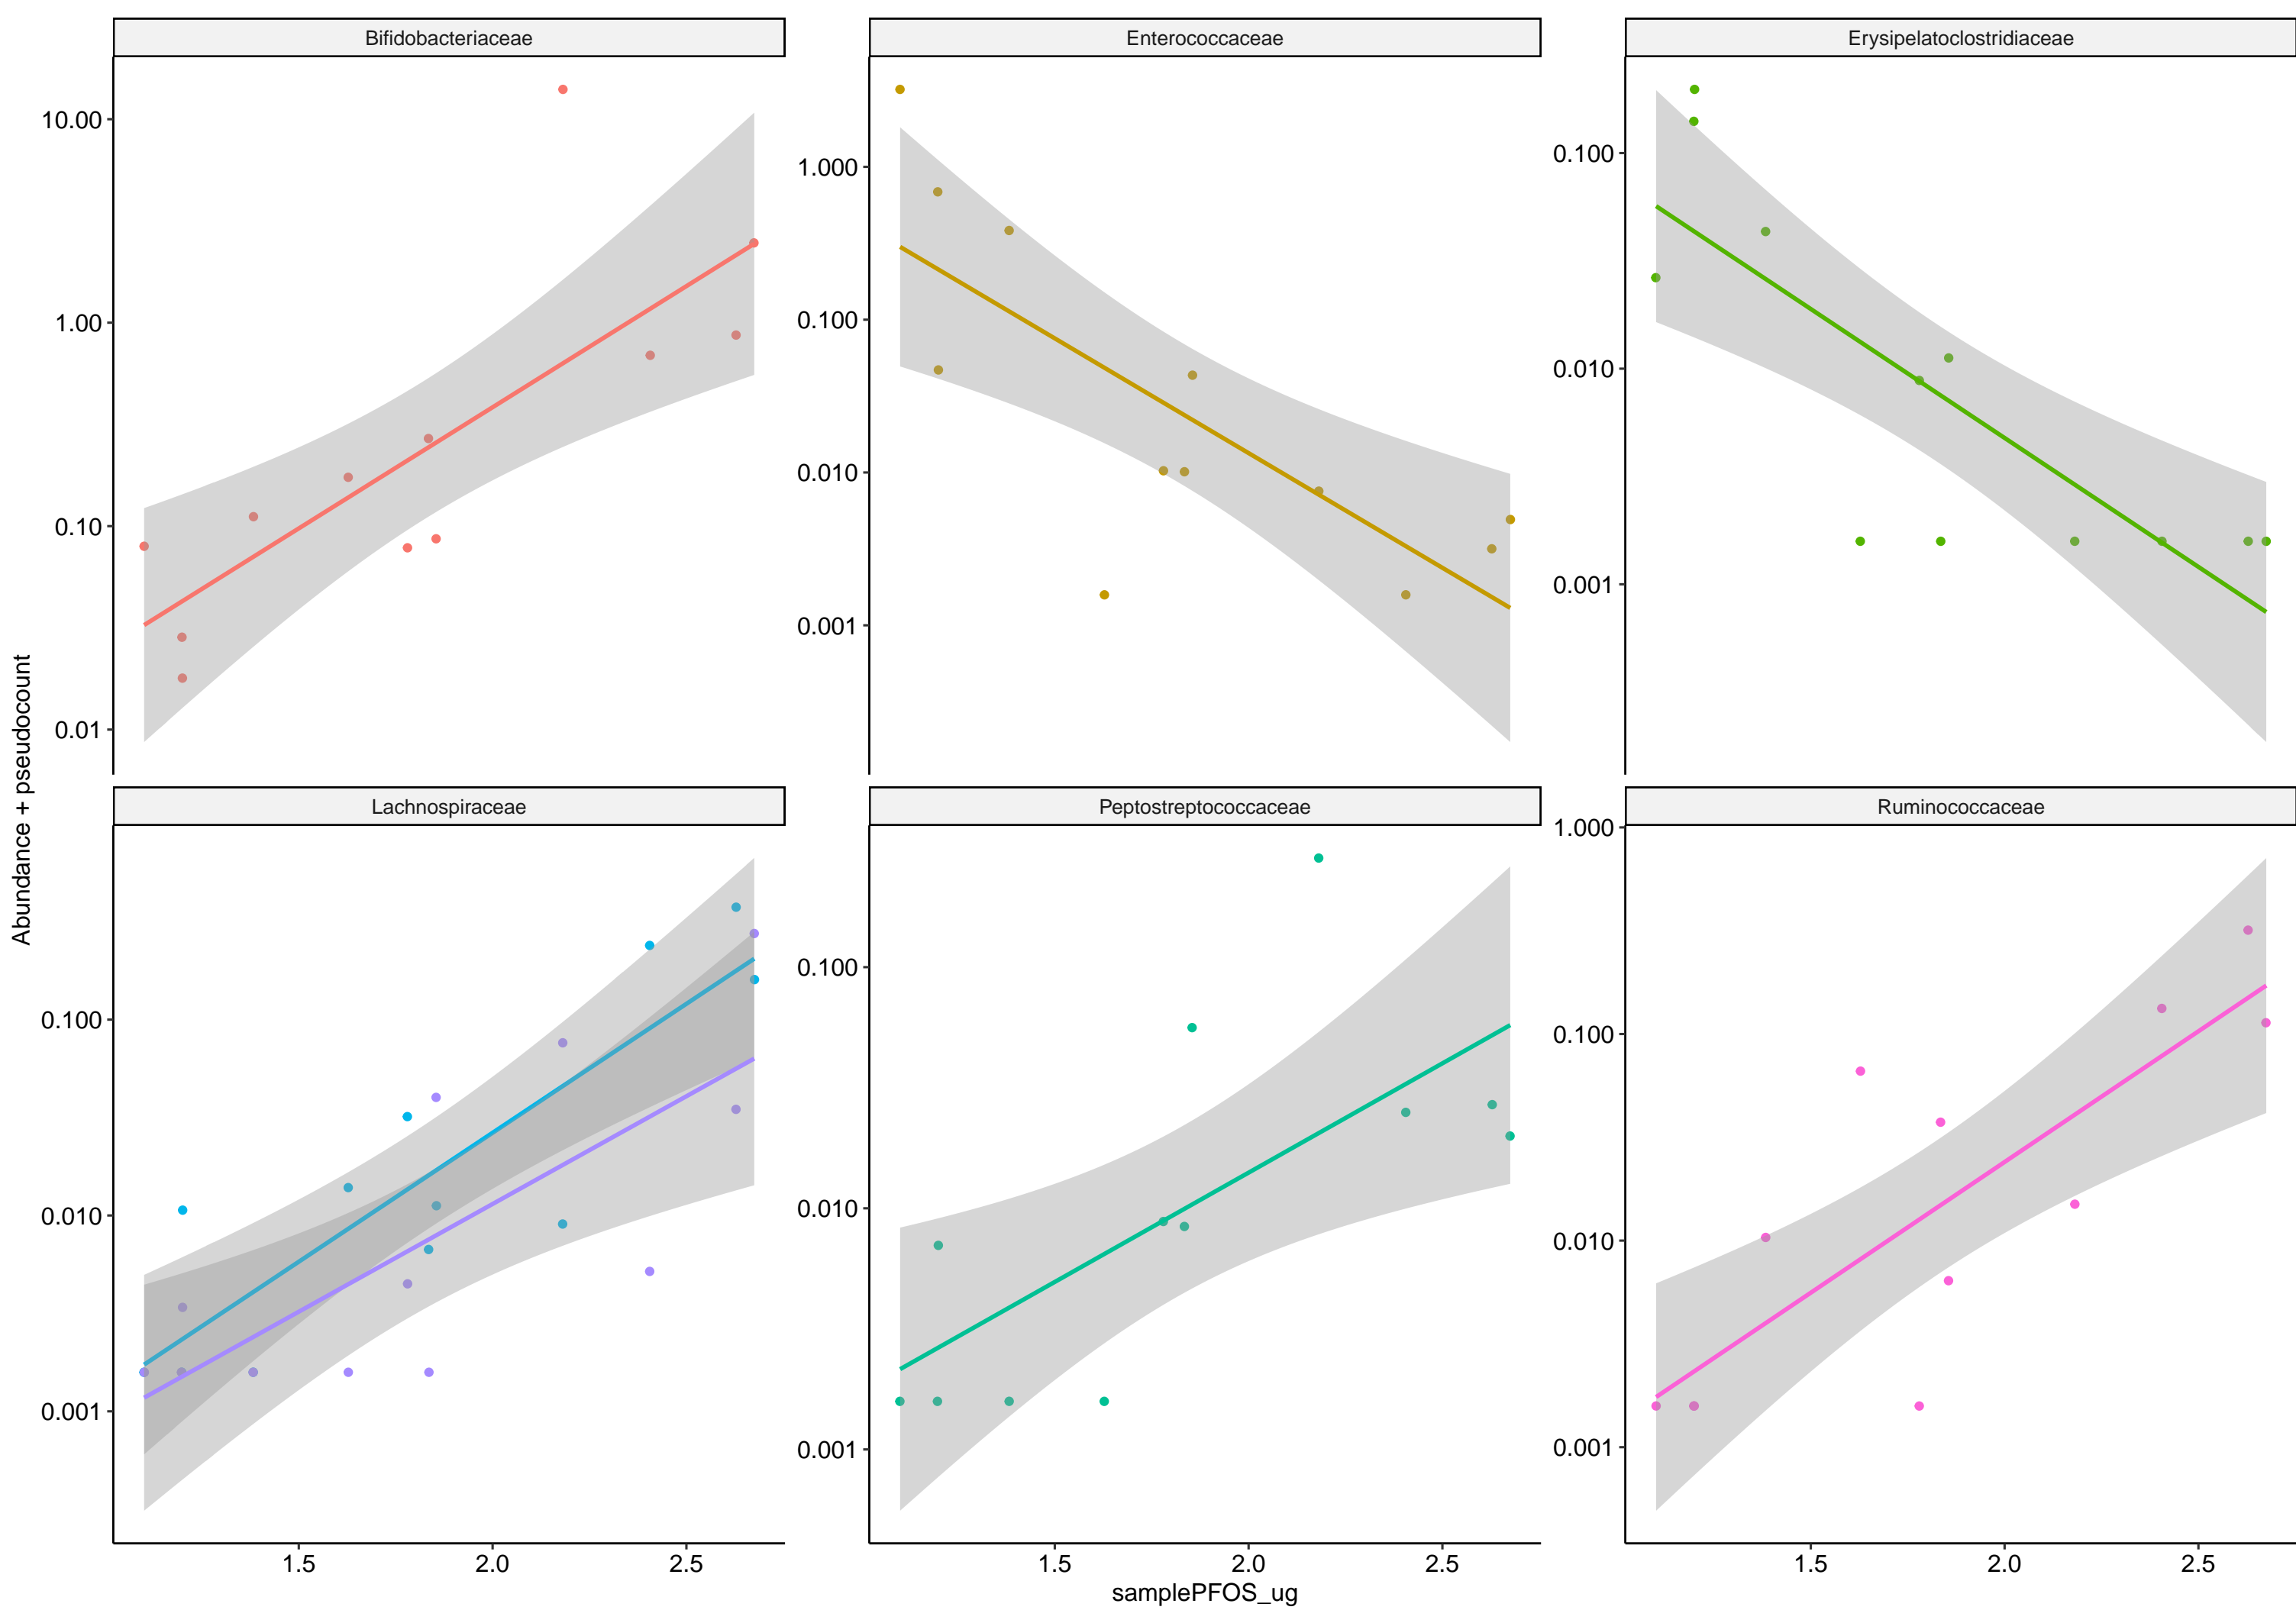 Bifidobacteriaceae
Enterococcaceae
Erysipelatoclostridiaceae
10.00
1.00
0.10
0.01
1.000
0.100
0.010
0.001
0.100
0.010
0.001
Abundance + pseudocount
Lachnospiraceae
Peptostreptococcaceae
Ruminococcaceae
0.100
0.010
0.001
0.100
0.010
0.001
1.000
0.100
0.010
0.001
1.5 2.0 2.5
1.5 2.0 2.5
1.5 2.0 2.5
samplePFOS_ug